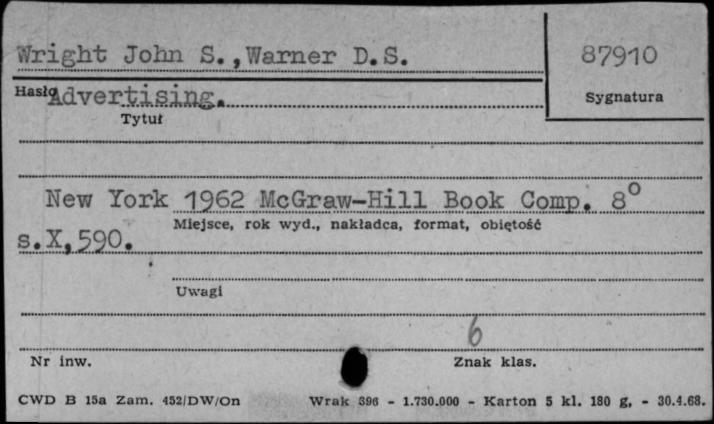 Wright John S.,Warner D.S.
87910
Hasło
Advertising.
Sygnatura
Tytuł
New York 1962 McGraw-Hill Book Comp. 8°
Miejsce, rok wyd., nakładca, format, objętość
s.X,590.
Uwagi
6
Nr inw.
Znak klas.
CWD B 15a Zam. 452/DW/On Wrak 396 - 1.730.000 - Karton 5 kl. 180 g. - 30.4.68.